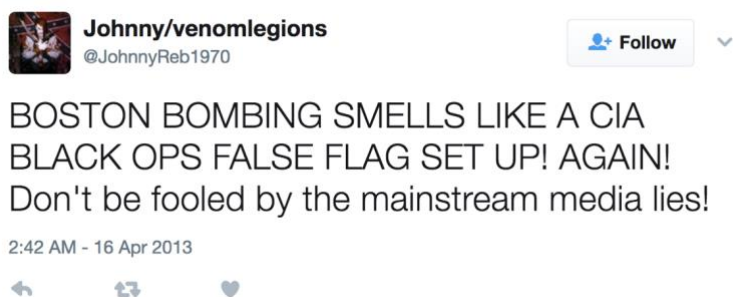 Johnny/venomlegions
@JohnnyReb1970
Follow
BOSTON BOMBING SMELLS LIKE A CIA
BLACK OPS FALSE FLAG SET UP! AGAIN!
Don't be fooled by the mainstream media lies!
2:42 AM - 16 Apr 2013